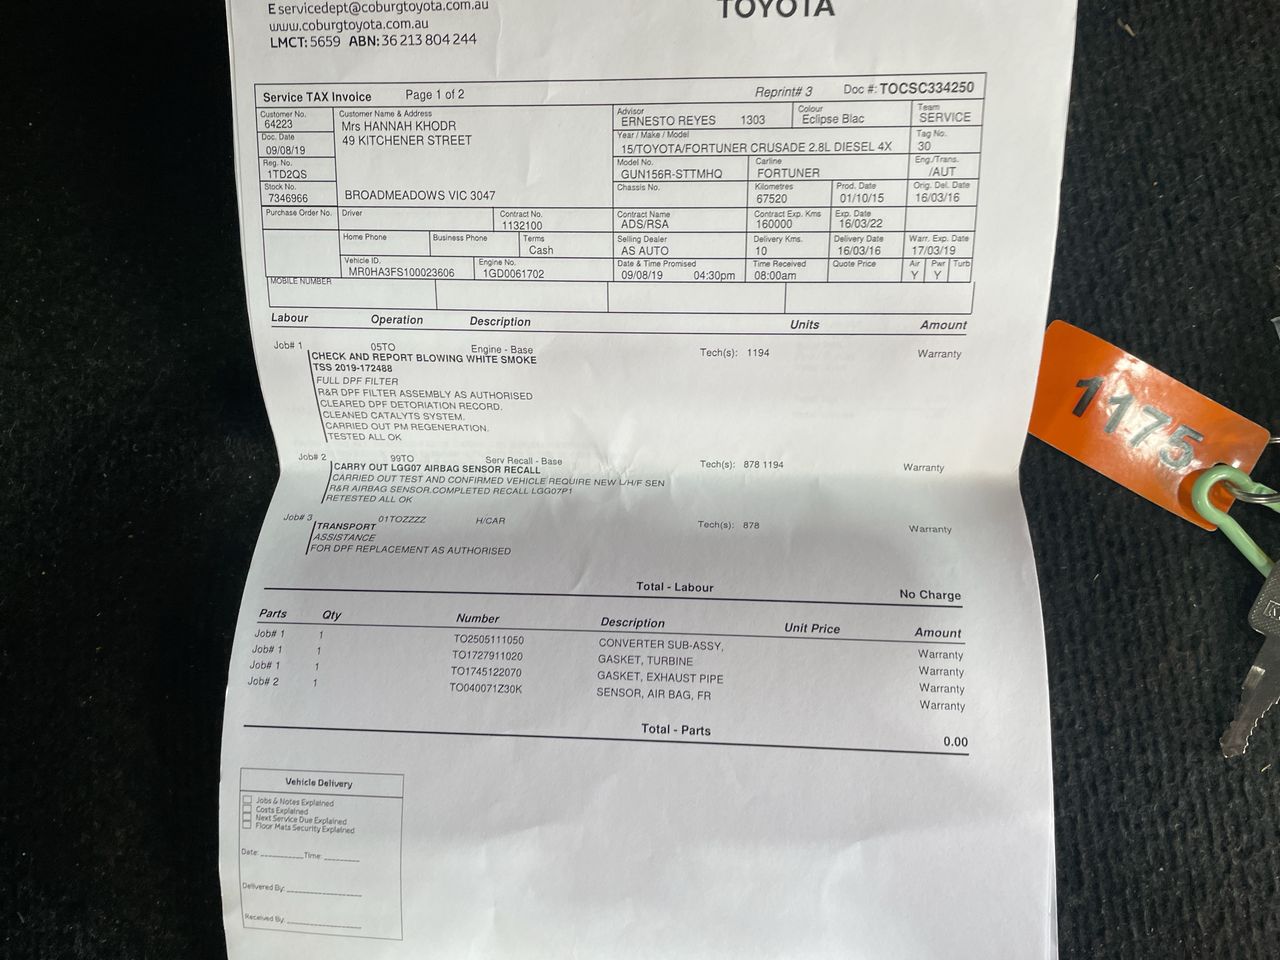 E servicedept@coburgtoyota.com.au
www.coburgtoyota.com.au
LMCT: 5659 ABN: 36 213 804 244
TOYOTA
Service TAX Invoice Page 1 of 2 Reprint# 3 Doc #: TOCSC334250
Customer No. 64223
Customer Name & Address
Mrs HANNAH KHODR
49 KITCHENER STREET
BROADMEADOWS VIC 3047
Advisor ERNESTO REYES 1303
Colour Eclipse Blac
Team SERVICE
Doc. Date 09/08/19
Year / Make / Model 15/TOYOTA/FORTUNER CRUSADE 2.8L DIESEL 4X
Tag No. 30
Reg. No. 1TD2QS
Model No. GUN156R-STTMHQ
Carline FORTUNER
Eng./Trans. /AUT
Stock No. 7346966
Chassis No.
Kilometres 67520
Prod. Date 01/10/15
Orig. Del. Date 16/03/16
Purchase Order No.
Driver
Contract No. 1132100
Contract Name ADS/RSA
Contract Exp. Kms 160000
Exp. Date 16/03/22
Home Phone
Business Phone
Terms Cash
Selling Dealer AS AUTO
Delivery Kms. 10
Delivery Date 16/03/16
Warr. Exp. Date 17/03/19
Vehicle ID. MR0HA3FS100023606
Engine No. 1GD0061702
Date & Time Promised 09/08/19 04:30pm
Time Received 08:00am
Quote Price
Air Y Pwr Y Turb
MOBILE NUMBER
Labour Operation Description Units Amount
Job# 1 05TO Engine - Base Tech(s): 1194 Warranty
CHECK AND REPORT BLOWING WHITE SMOKE
TSS 2019-172488
FULL DPF FILTER
R&R DPF FILTER ASSEMBLY AS AUTHORISED
CLEARED DPF DETORIATION RECORD.
CLEANED CATALYTS SYSTEM.
CARRIED OUT PM REGENERATION.
TESTED ALL OK
Job# 2 99TO Serv Recall - Base Tech(s): 878 1194 Warranty
CARRY OUT LGG07 AIRBAG SENSOR RECALL
CARRIED OUT TEST AND CONFIRMED VEHICLE REQUIRE NEW L/H/F SEN
R&R AIRBAG SENSOR.COMPLETED RECALL LGG07P1
RETESTED ALL OK
Job# 3 01TOZZZZ H/CAR Tech(s): 878 Warranty
TRANSPORT
ASSISTANCE
FOR DPF REPLACEMENT AS AUTHORISED
Total - Labour No Charge
Parts Qty Number Description Unit Price Amount
Job# 1 1 TO2505111050 CONVERTER SUB-ASSY, Warranty
Job# 1 1 TO1727911020 GASKET, TURBINE Warranty
Job# 1 1 TO1745122070 GASKET, EXHAUST PIPE Warranty
Job# 2 1 TO040071Z30K SENSOR, AIR BAG, FR Warranty
Total - Parts 0.00
Vehicle Delivery
Jobs & Notes Explained
Costs Explained
Next Service Due Explained
Floor Mats Security Explained
Date: Time:
Delivered By:
Received By:
1175